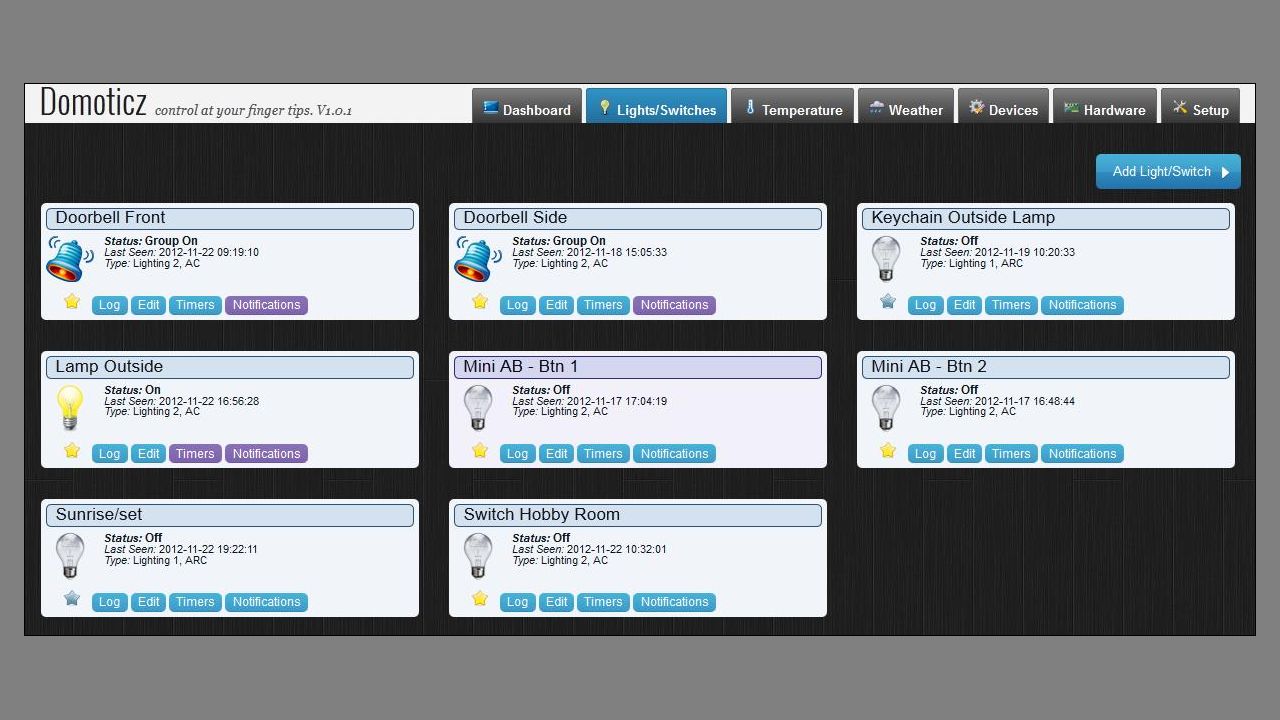 Domoticz control at your finger tips. V1.0.1
Dashboard Lights/Switches Temperature Weather Devices Hardware Setup
Add Light/Switch
Doorbell Front
Status: Group On
Last Seen: 2012-11-22 09:19:10
Type: Lighting 2, AC
Log Edit Timers Notifications
Doorbell Side
Status: Group On
Last Seen: 2012-11-18 15:05:33
Type: Lighting 2, AC
Log Edit Timers Notifications
Keychain Outside Lamp
Status: Off
Last Seen: 2012-11-19 10:20:33
Type: Lighting 1, ARC
Log Edit Timers Notifications
Lamp Outside
Status: On
Last Seen: 2012-11-22 16:56:28
Type: Lighting 2, AC
Log Edit Timers Notifications
Mini AB - Btn 1
Status: Off
Last Seen: 2012-11-17 17:04:19
Type: Lighting 2, AC
Log Edit Timers Notifications
Mini AB - Btn 2
Status: Off
Last Seen: 2012-11-17 16:48:44
Type: Lighting 2, AC
Log Edit Timers Notifications
Sunrise/set
Status: Off
Last Seen: 2012-11-22 19:22:11
Type: Lighting 1, ARC
Log Edit Timers Notifications
Switch Hobby Room
Status: Off
Last Seen: 2012-11-22 10:32:01
Type: Lighting 2, AC
Log Edit Timers Notifications